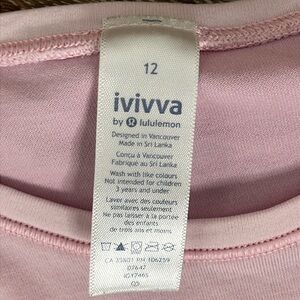 12
ivivva
by lululemon
Designed in Vancouver
Made in Sri Lanka
Conçu a Vancouver
Fabrique au Sri Lanka
Wash with like colours
Not intended for children
3 years and under
Laver avec des couleurs
similaires seulement
Ne pas laisser a la portée
des enfants
de trois ans et moins
CA 35801 RN 106259
07647